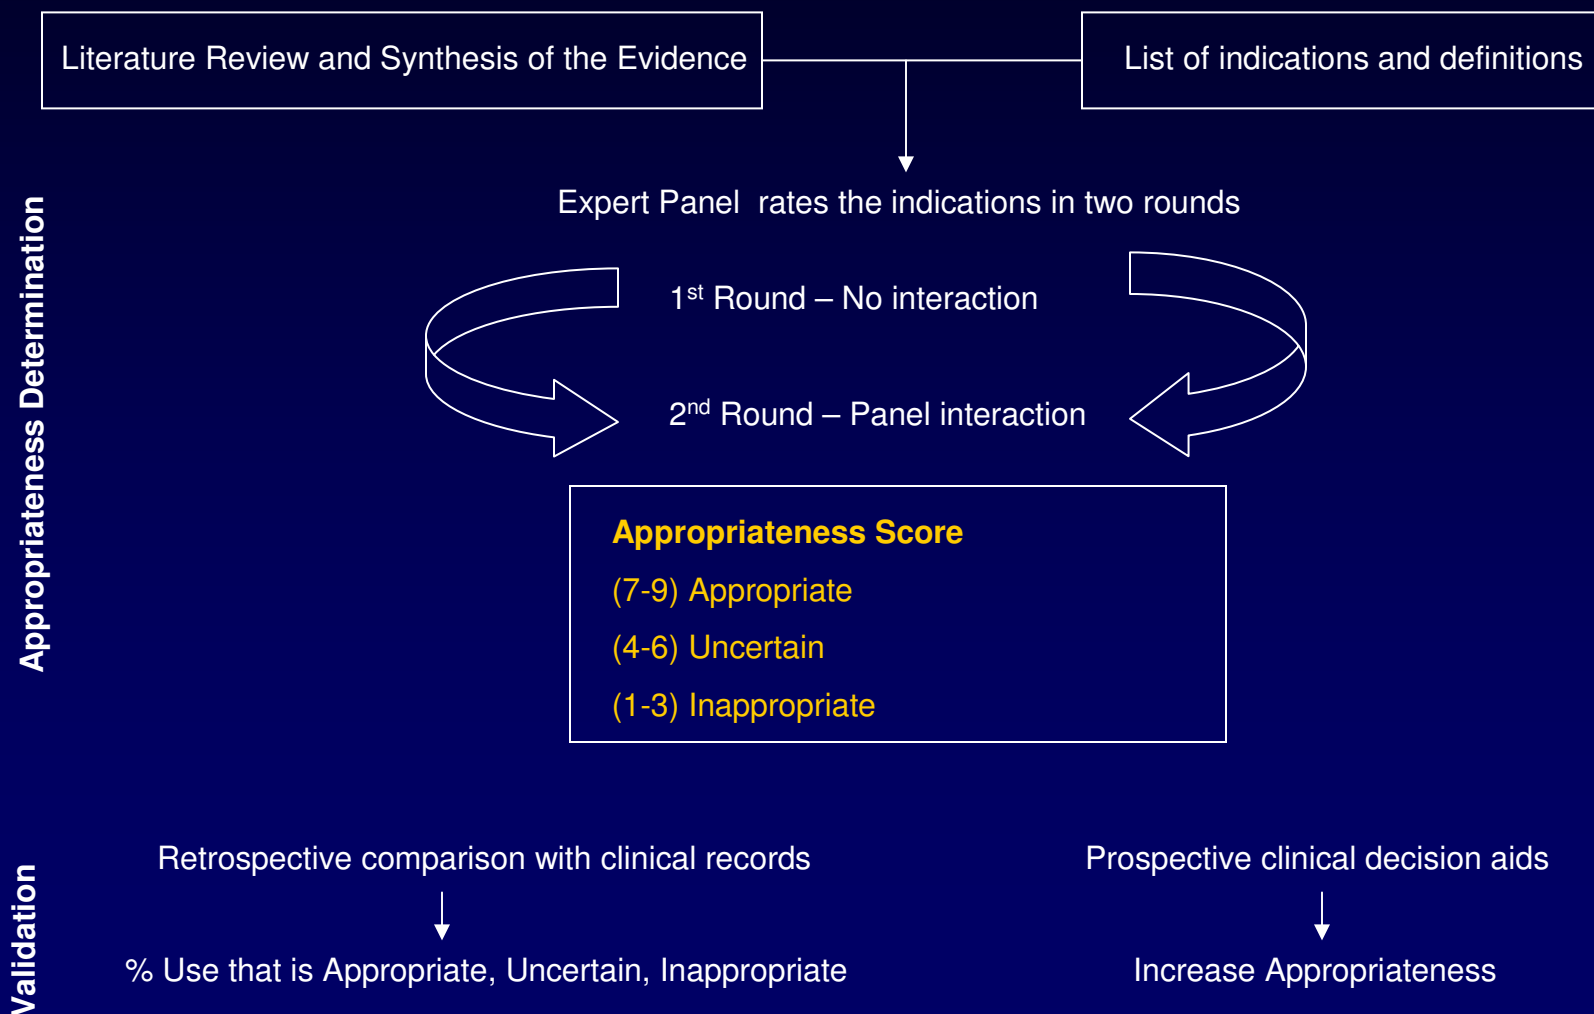 Literature Review and Synthesis of the Evidence
List of indications and definitions
Appropriateness Determination
Expert Panel rates the indications in two rounds
1st Round – No interaction
2nd Round – Panel interaction
Appropriateness Score
(7-9) Appropriate
(4-6) Uncertain
(1-3) Inappropriate
Validation
Retrospective comparison with clinical records
Prospective clinical decision aids
% Use that is Appropriate, Uncertain, Inappropriate
Increase Appropriateness